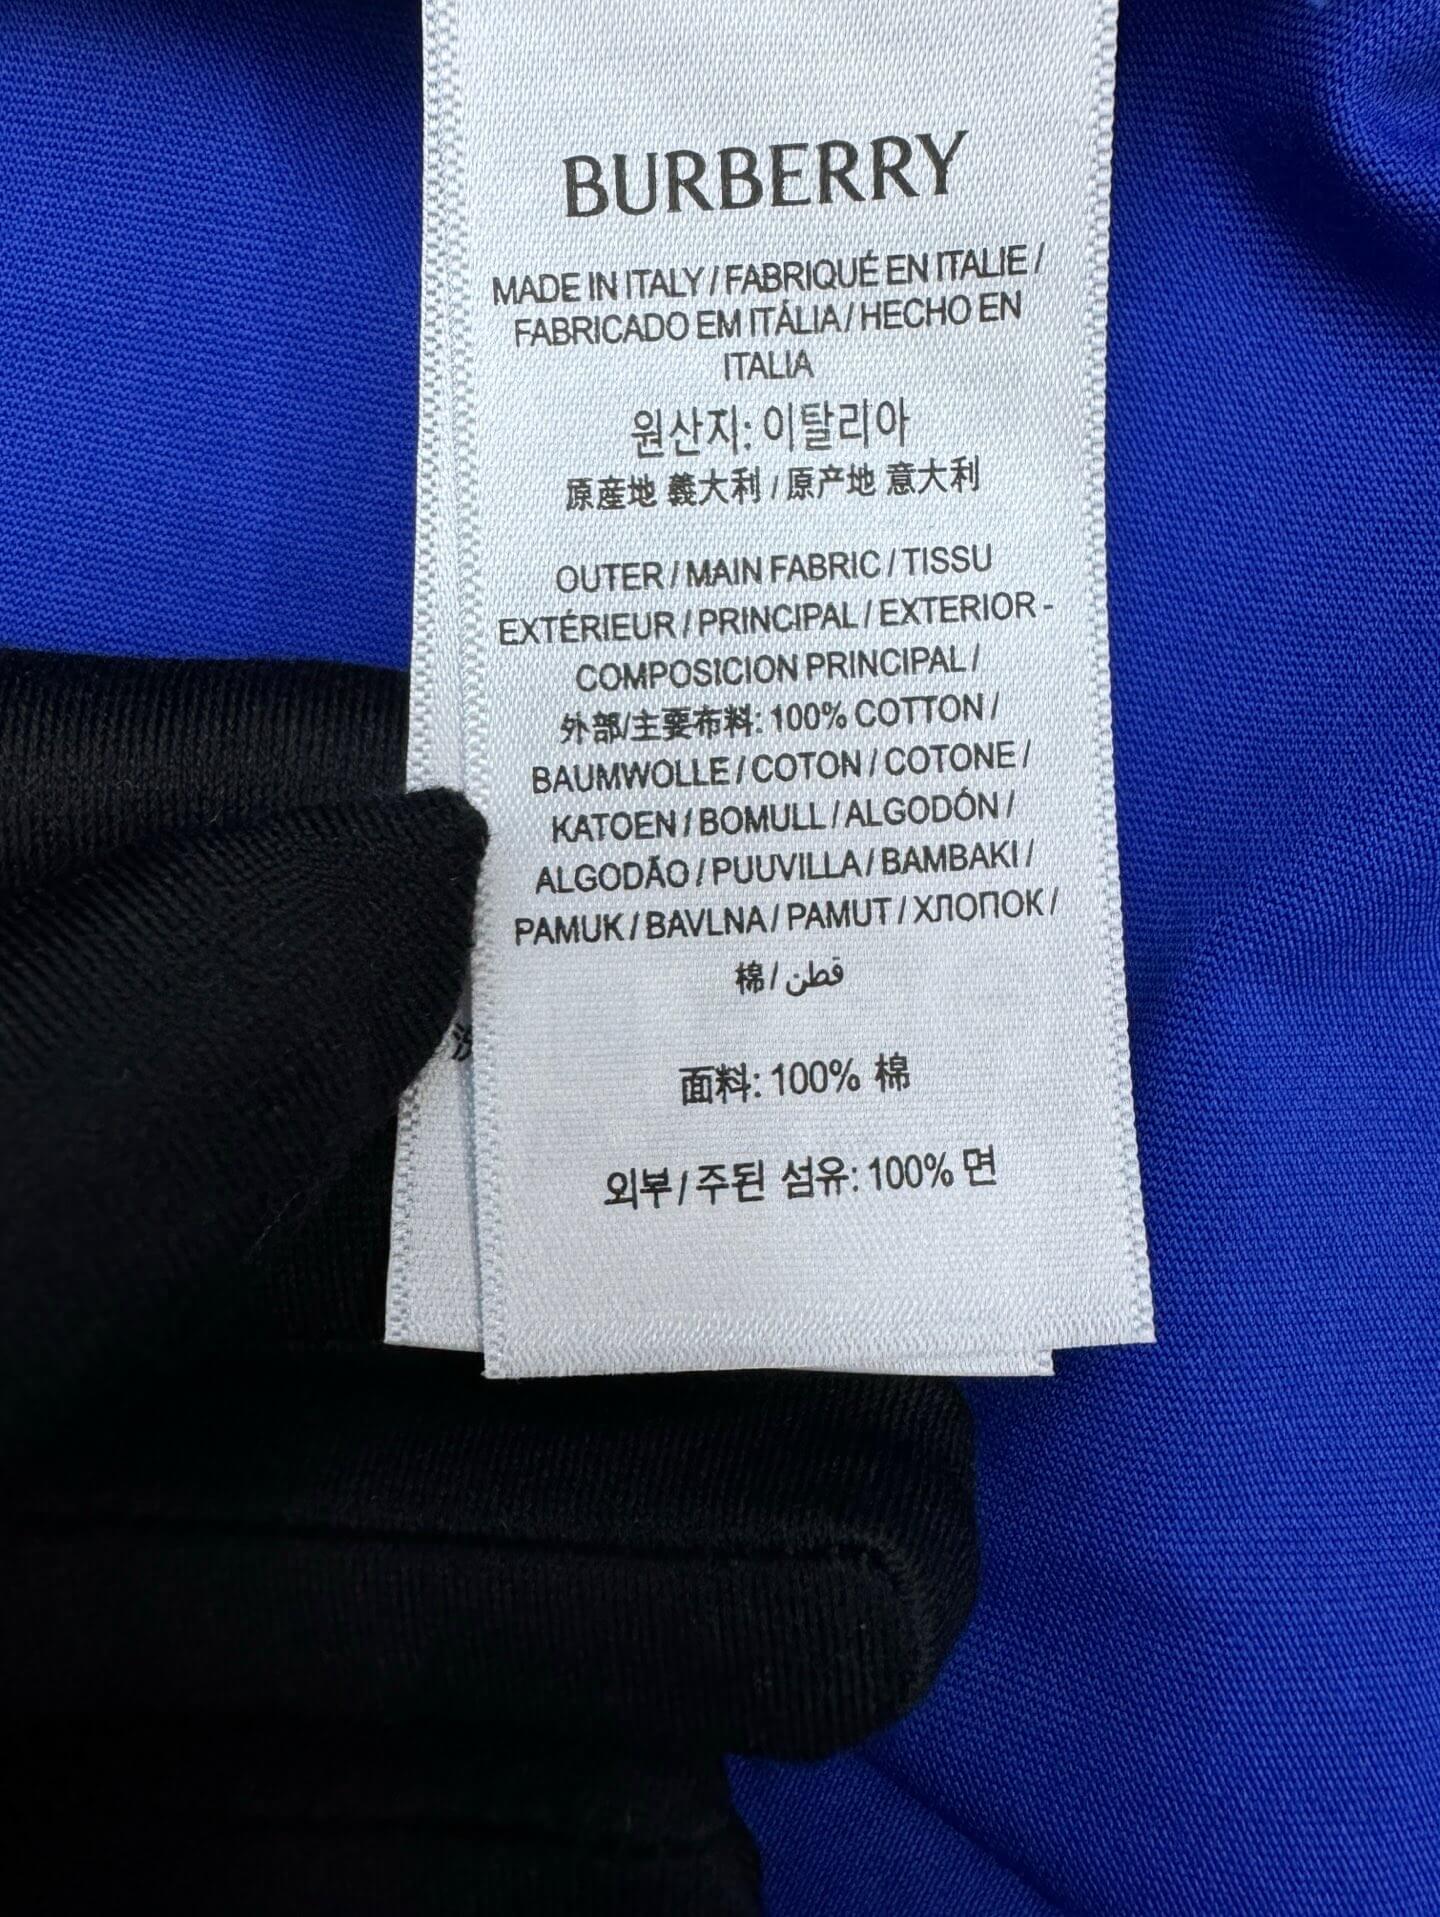 BURBERRY
MADE IN ITALY / FABRIQUÉ EN ITALIE /
FABRICADO EM ITÁLIA / HECHO EN
ITALIA
원산지: 이탈리아
原産地 義大利 / 原产地 意大利
OUTER / MAIN FABRIC / TISSU
EXTÉRIEUR / PRINCIPAL / EXTERIOR -
COMPOSICION PRINCIPAL /
外部/主要布料: 100% COTTON /
BAUMWOLLE / COTON / COTONE /
KATOEN / BOMULL / ALGODÓN /
ALGODÃO / PUUVILLA / BAMBAKI /
PAMUK / BAVLNA / PAMUT / ХЛОПОК /
棉 / قطن
面料: 100% 棉
외부 / 주된 섬유: 100% 면